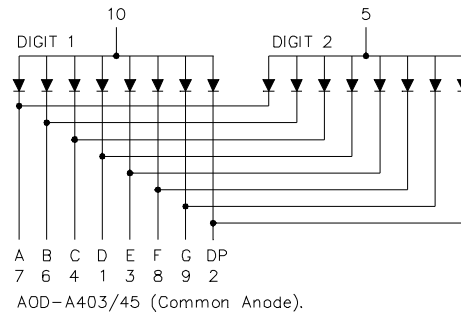 10 5
DIGIT 1 DIGIT 2
A B C D E F G DP
7 6 4 1 3 8 9 2
AOD-A403/45 (Common Anode).